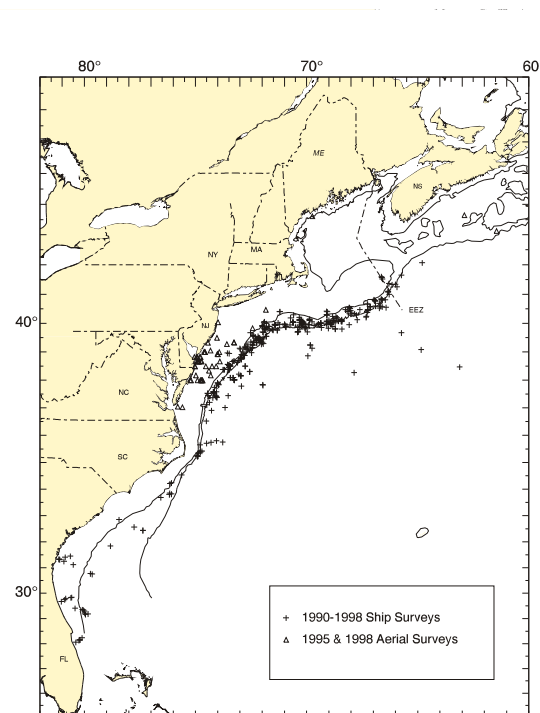 80° 70° 60
ME
NS
NY MA
EEZ
40° NJ
NC
SC
30°
1990-1998 Ship Surveys
1995 & 1998 Aerial Surveys
FL